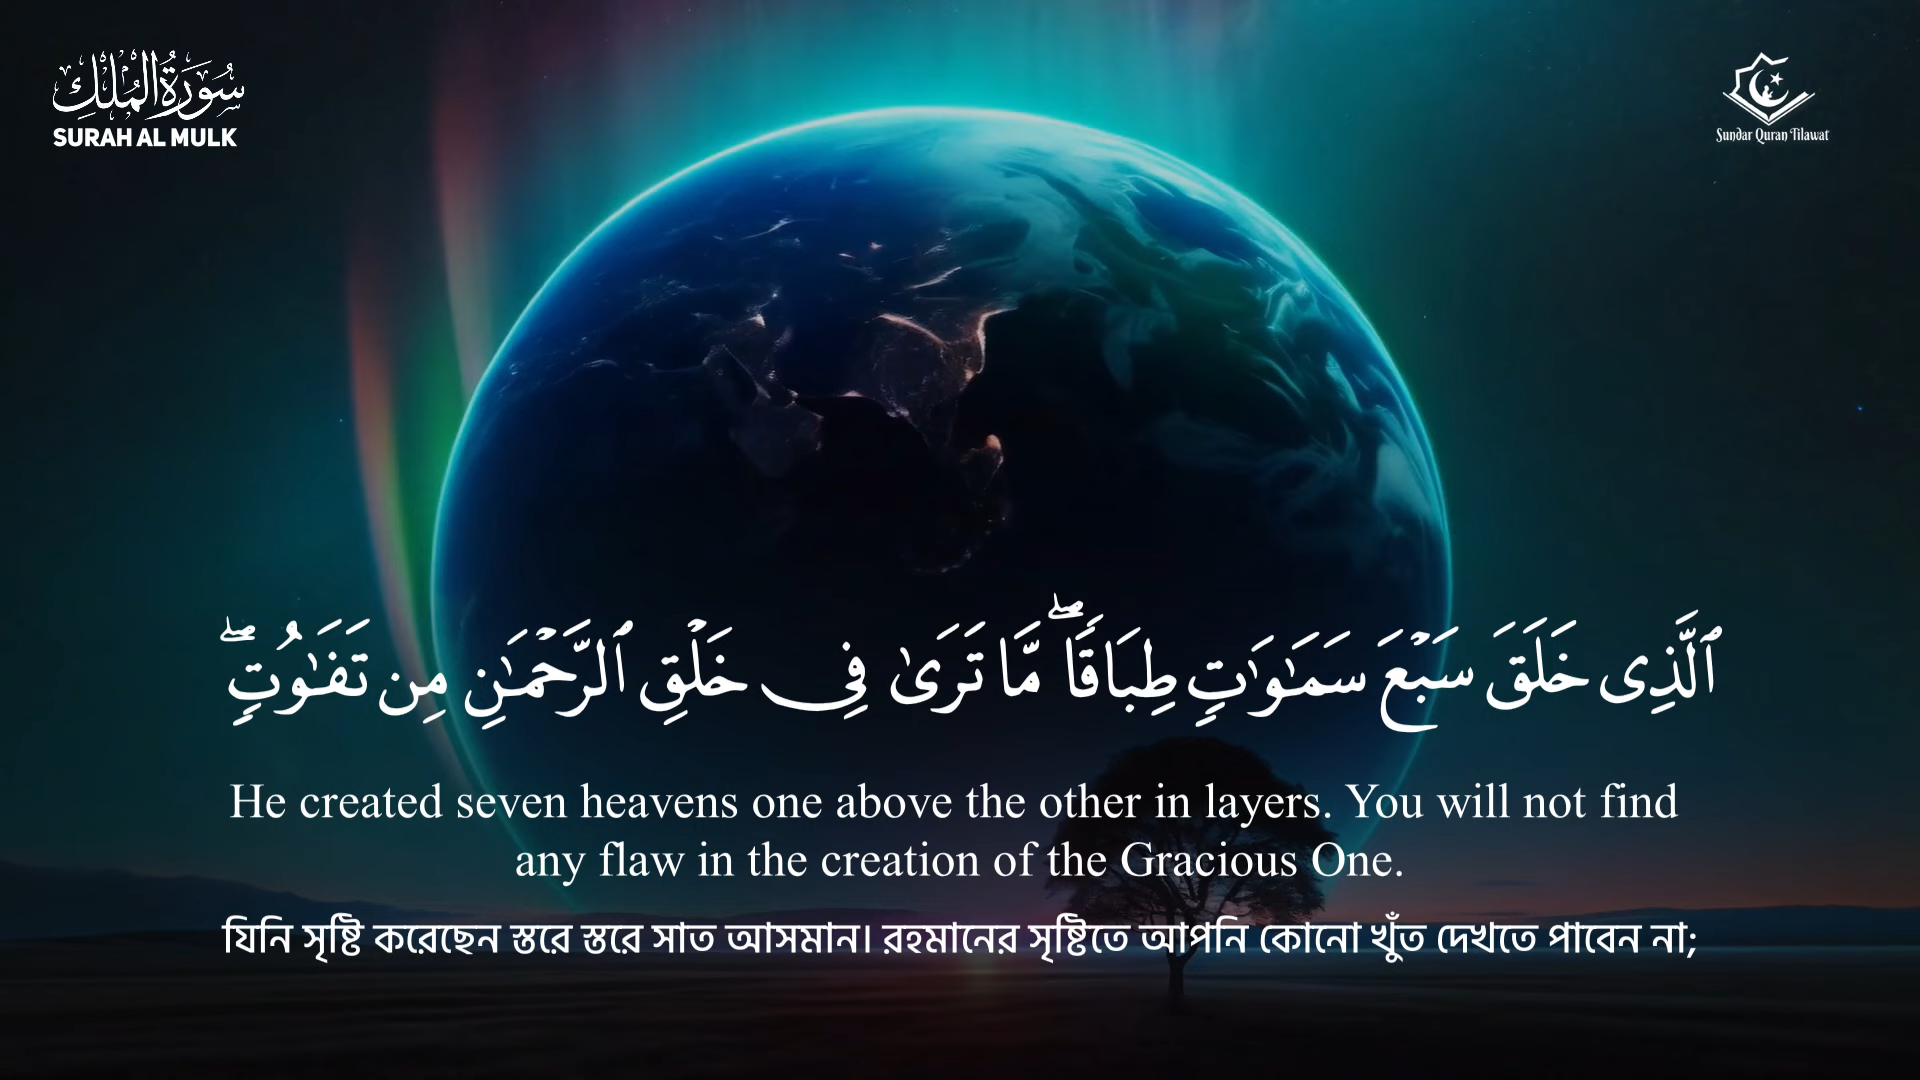 سُورَةُ الْمُلْكِ
SURAH AL MULK
Sundar Quran Tilawat
ٱلَّذِى خَلَقَ سَبْعَ سَمَـٰوَٰتٍ طِبَاقًا ۖ مَّا تَرَىٰ فِى خَلْقِ ٱلرَّحْمَـٰنِ مِن تَفَـٰوُتٍ ۖ
He created seven heavens one above the other in layers. You will not find
any flaw in the creation of the Gracious One.
যিনি সৃষ্টি করেছেন স্তরে স্তরে সাত আসমান। রহমানের সৃষ্টিতে আপনি কোনো খুঁত দেখতে পাবেন না;